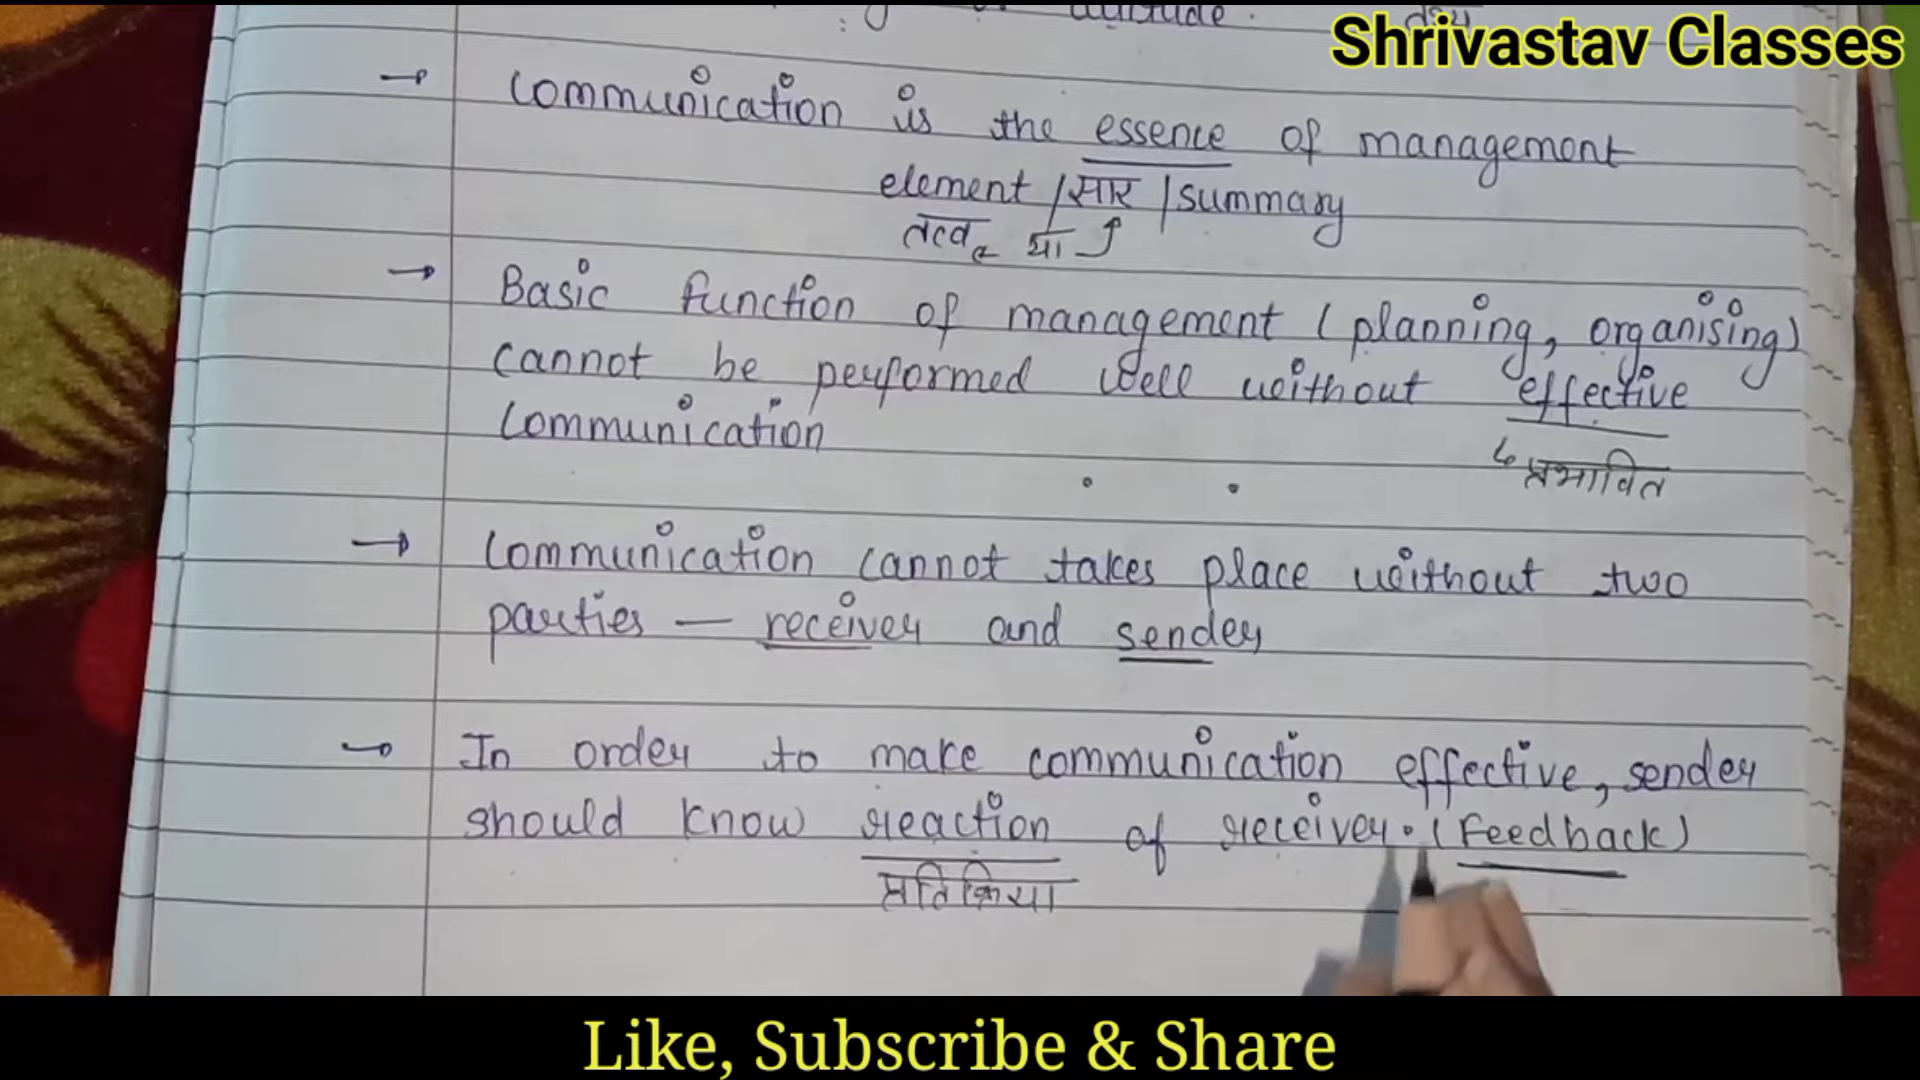 attitude.
Shrivastav Classes
→ Communication is the essence of management
element / सार / summary
तत्व या
→ Basic function of management (planning, organising)
cannot be performed well without effective
communication
प्रभावित
→ Communication cannot takes place without two
parties — receiver and sender
→ In order to make communication effective, sender
should know reaction of receiver. (Feedback)
प्रतिक्रिया
Like, Subscribe & Share